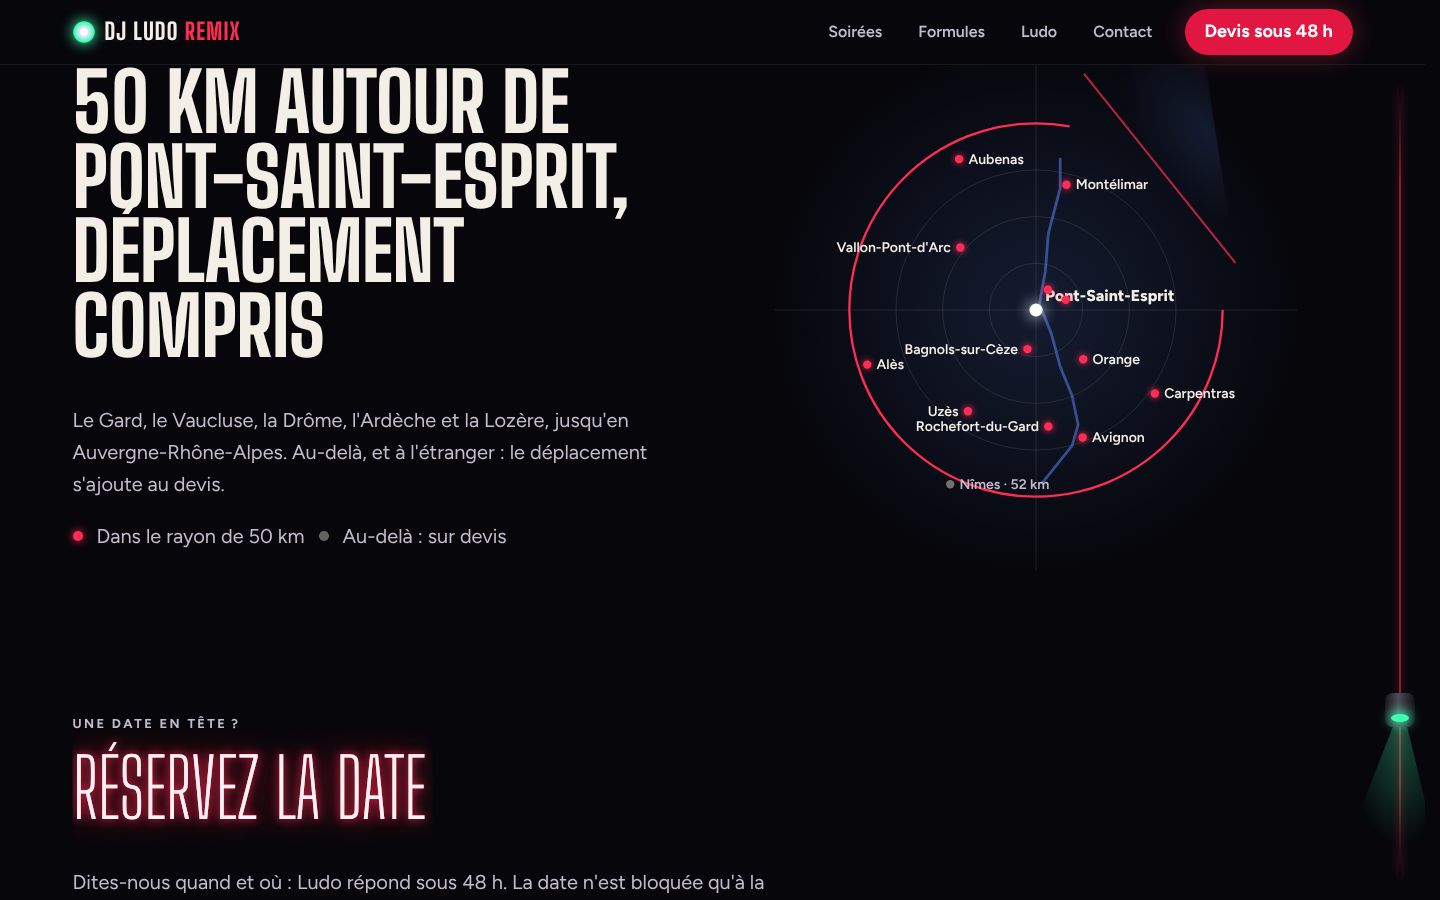 DJ LUDO REMIX
Soirées
Formules
Ludo
Contact
Devis sous 48 h
50 KM AUTOUR DE
PONT-SAINT-ESPRIT,
DÉPLACEMENT
COMPRIS
Le Gard, le Vaucluse, la Drôme, l'Ardèche et la Lozère, jusqu'en
Auvergne-Rhône-Alpes. Au-delà, et à l'étranger : le déplacement
s'ajoute au devis.
Dans le rayon de 50 km
Au-delà : sur devis
Aubenas
Montélimar
Vallon-Pont-d'Arc
Pont-Saint-Esprit
Bagnols-sur-Cèze
Orange
Alès
Carpentras
Uzès
Rochefort-du-Gard
Avignon
Nîmes · 52 km
UNE DATE EN TÊTE ?
RÉSERVEZ LA DATE
Dites-nous quand et où : Ludo répond sous 48 h. La date n'est bloquée qu'à la